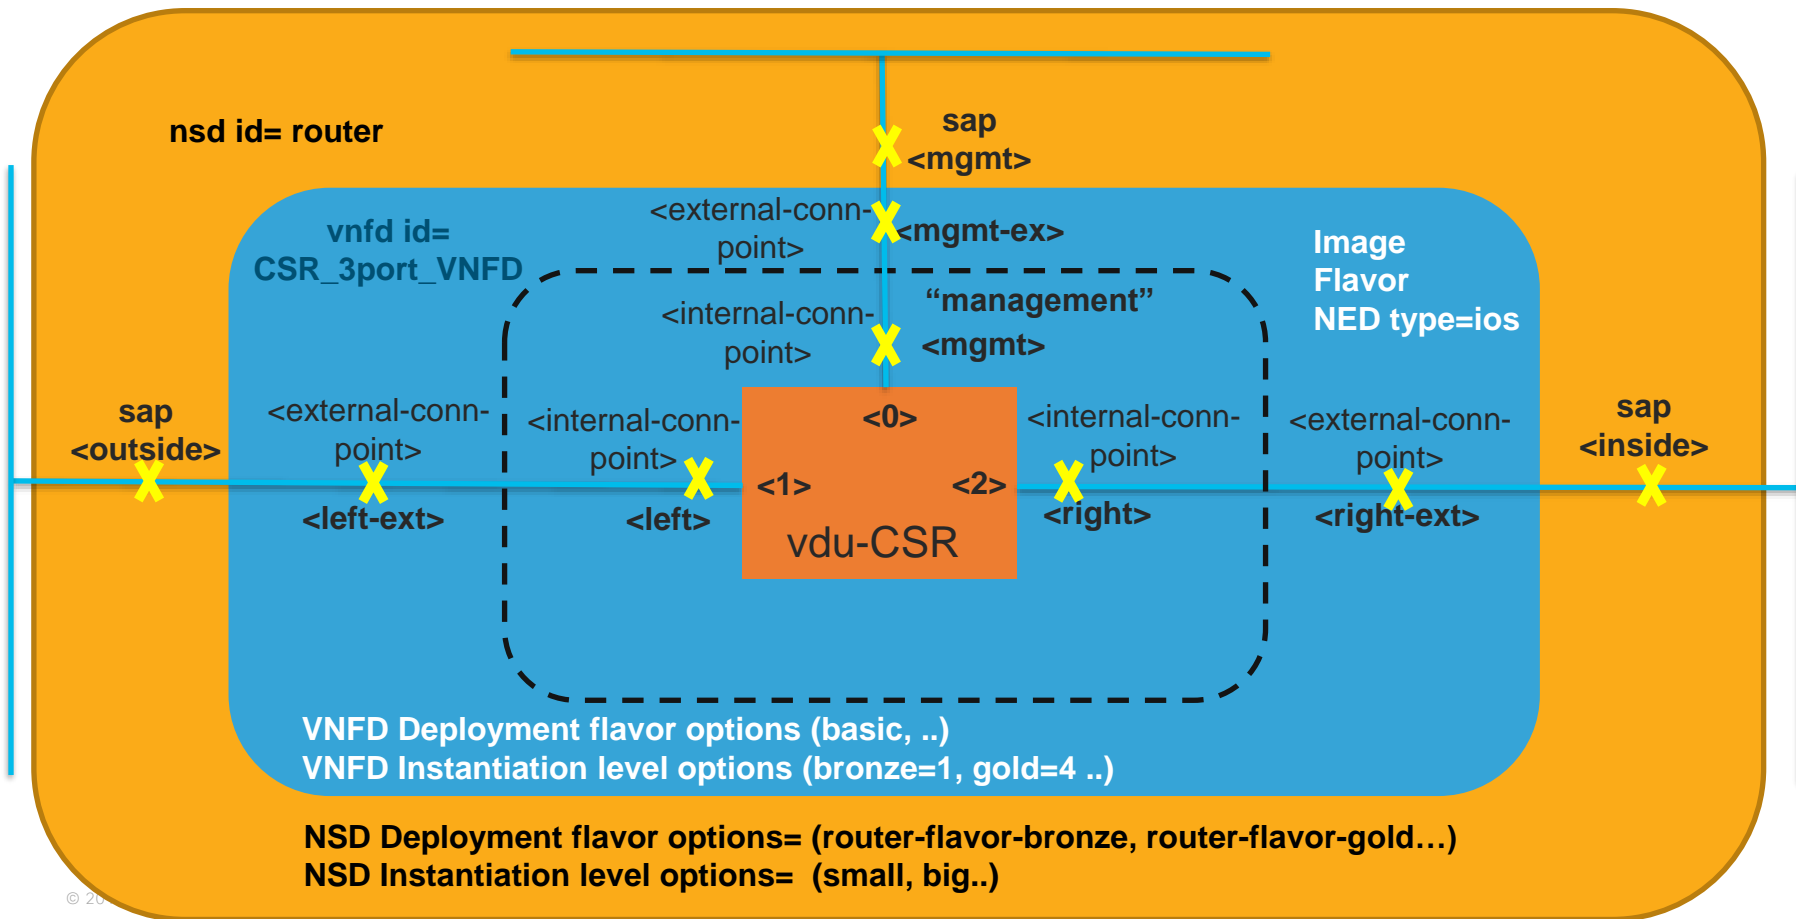 nsd id= router
sap
<mgmt>
vnfd id=
CSR_3port_VNFD
<external-conn-
point>
<mgmt-ex>
Image
Flavor
NED type=ios
<internal-conn-
point>
“management”
<mgmt>
sap
<outside>
<external-conn-
point>
<left-ext>
<internal-conn-
point>
<left>
<0>
<1>
<2>
vdu-CSR
<internal-conn-
point>
<right>
<external-conn-
point>
<right-ext>
sap
<inside>
VNFD Deployment flavor options (basic, ..)
VNFD Instantiation level options (bronze=1, gold=4 ..)
NSD Deployment flavor options= (router-flavor-bronze, router-flavor-gold…)
NSD Instantiation level options=  (small, big..)
©